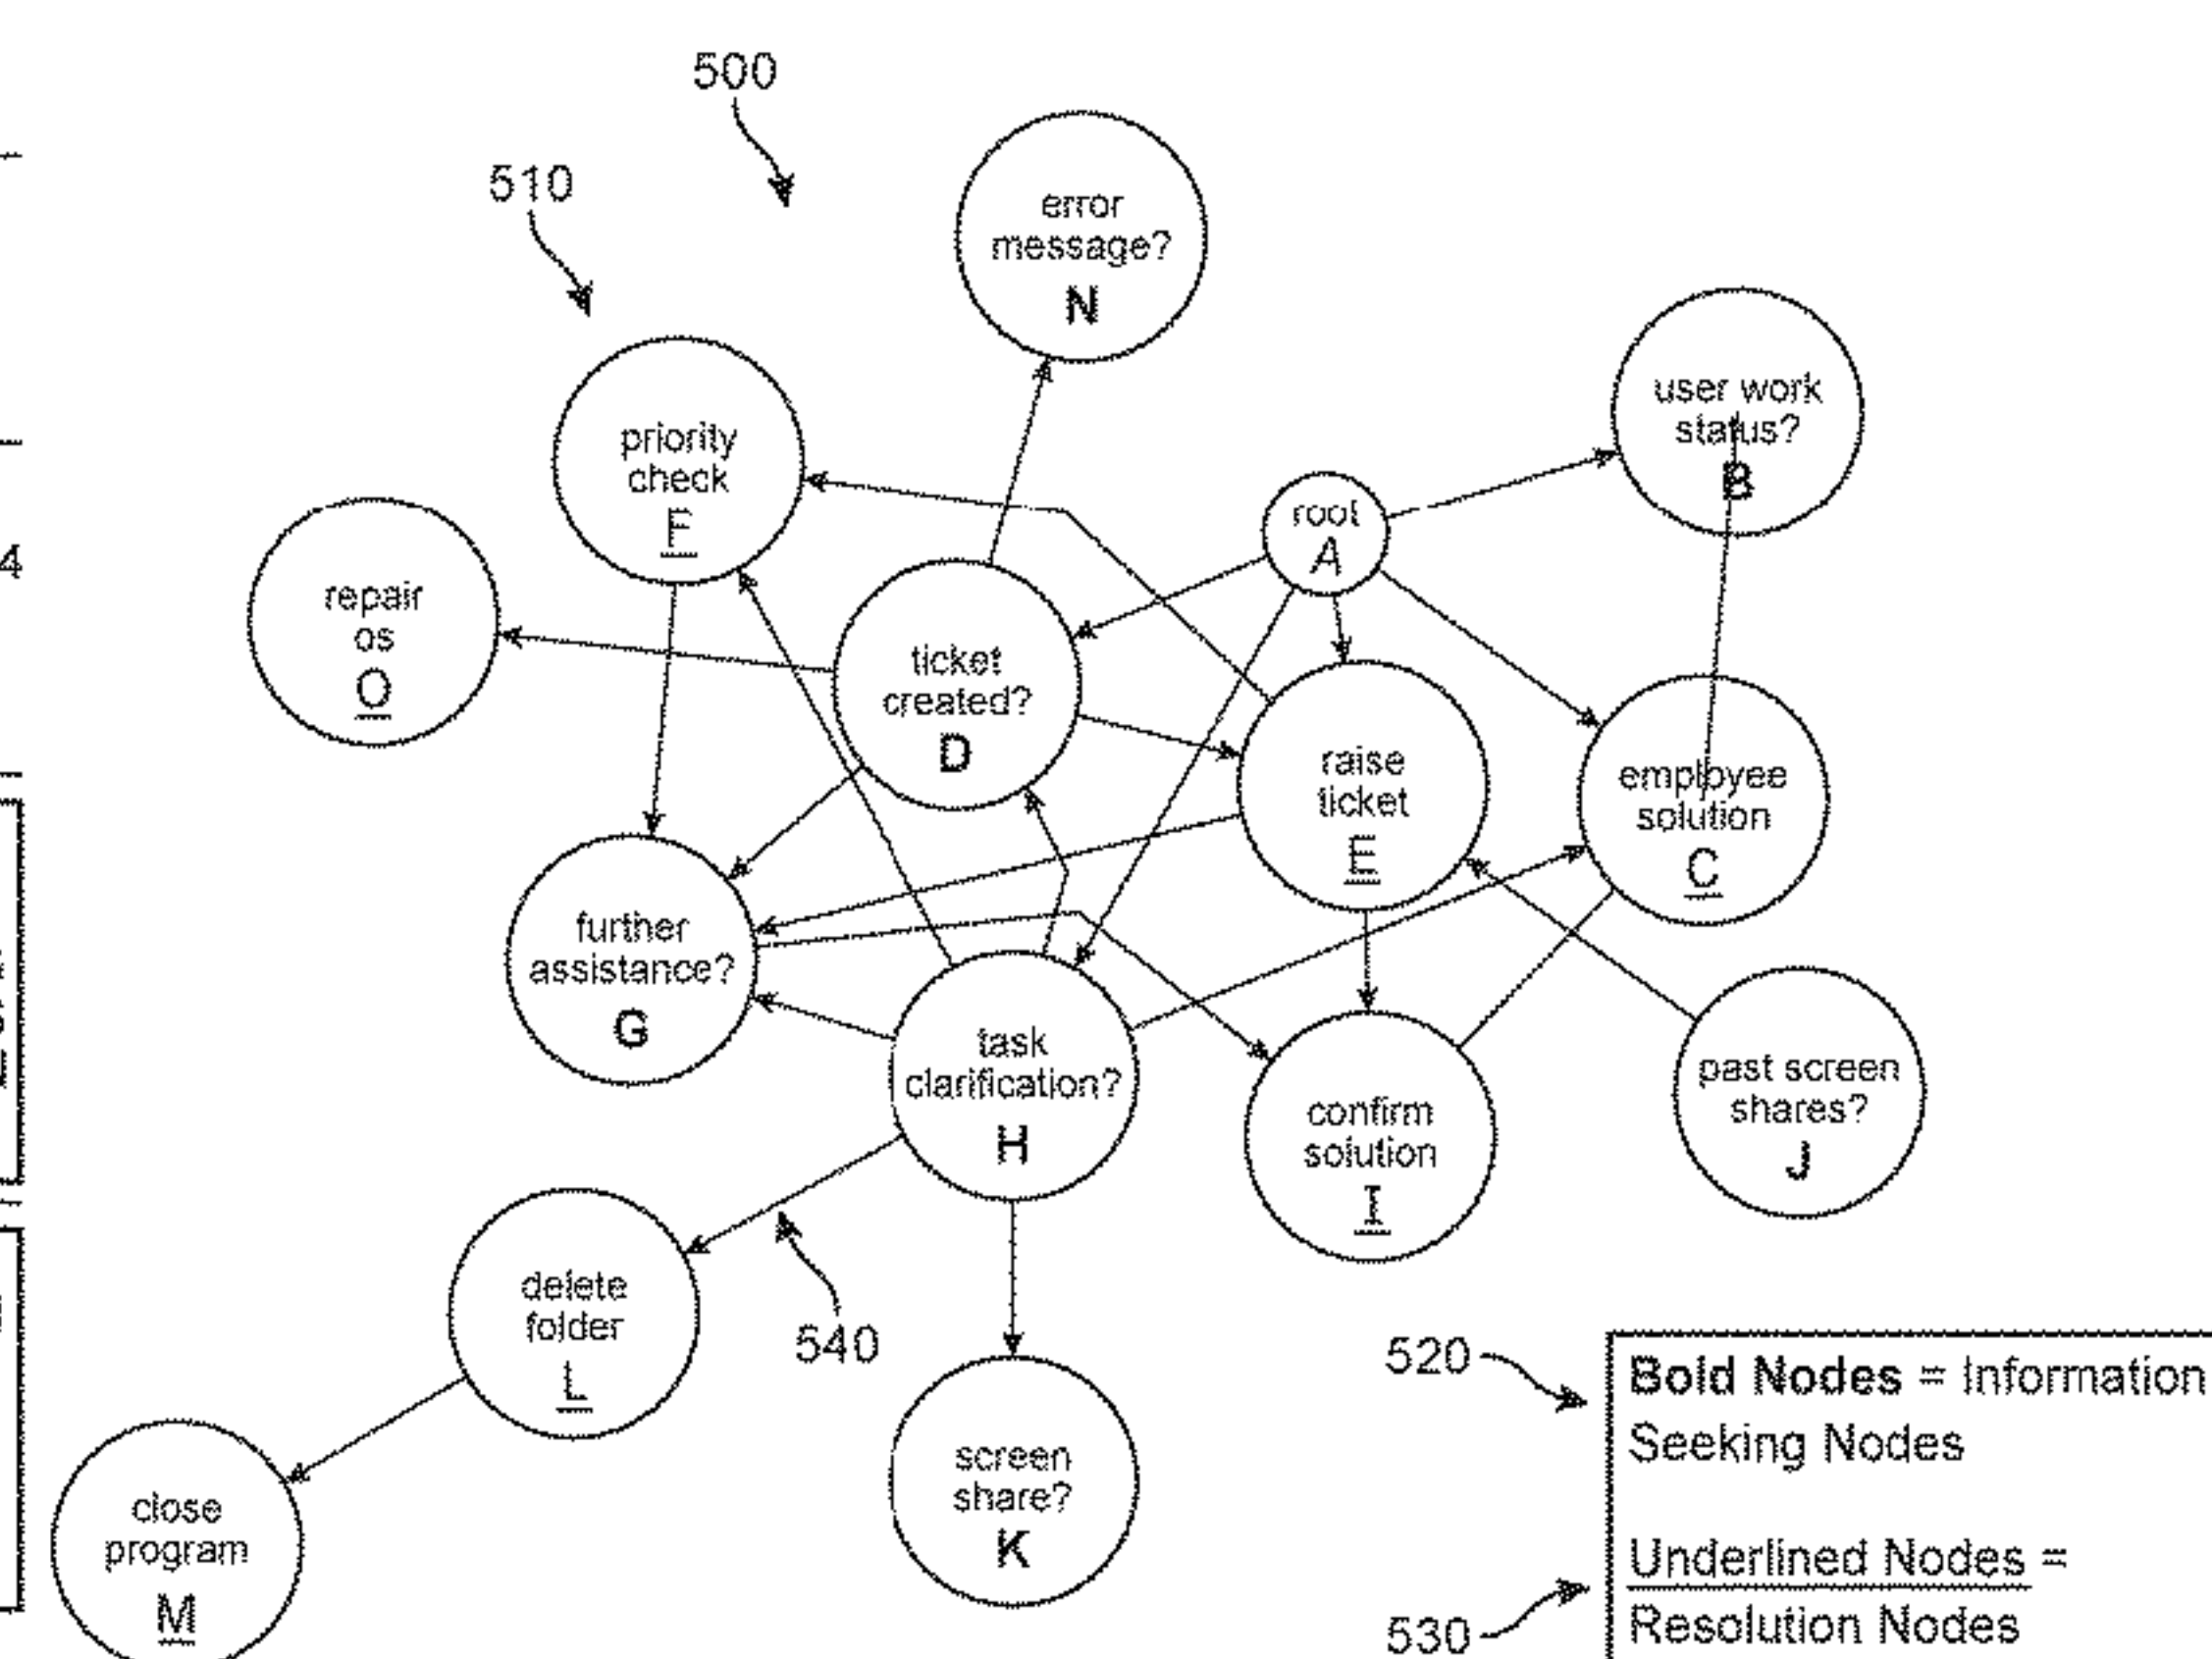 500
510
error
message?
N
user work
status?
B
priority
check
F
root
A
repair
os
O
4
ticket
created?
D
raise
ticket
E
employee
solution
C
further
assistance?
G
task
clarification?
H
confirm
solution
I
past screen
shares?
J
delete
folder
L
540
screen
share?
K
close
program
M
520
Bold Nodes = Information
Seeking Nodes
530
Underlined Nodes =
Resolution Nodes